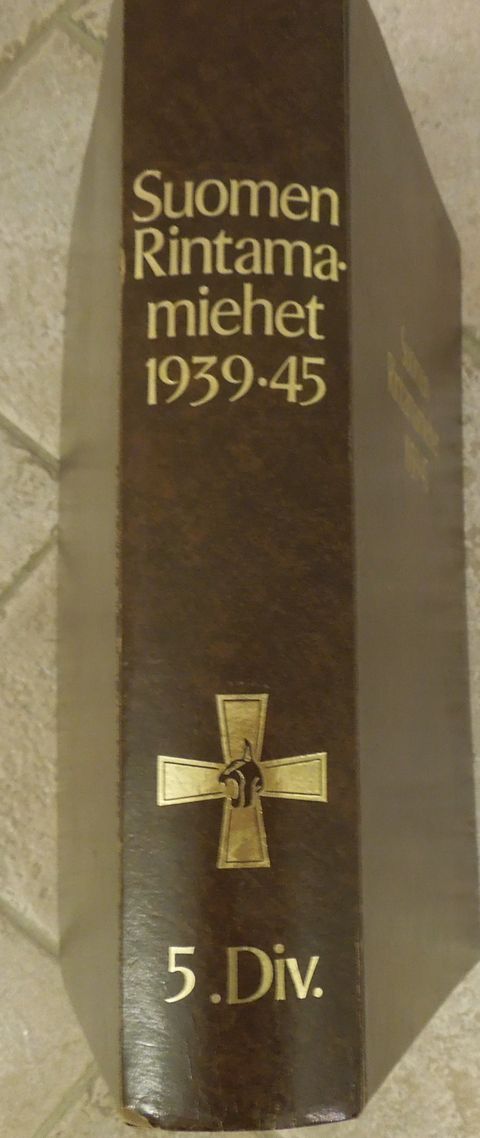 Suomen
Rintama-
miehet
1939-45
5.Div.